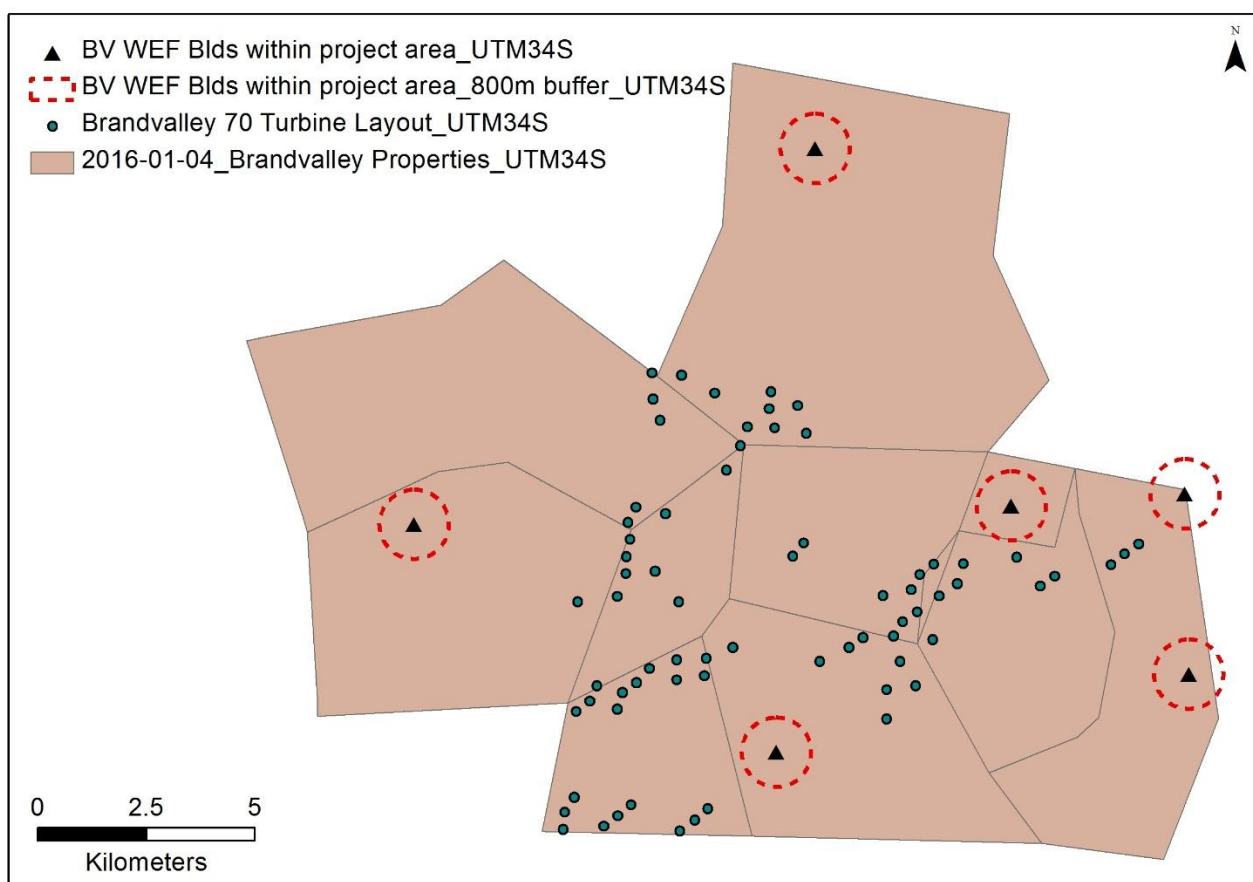 N
BV WEF Blds within project area_UTM34S
BV WEF Blds within project area_800m buffer_UTM34S
Brandvalley 70 Turbine Layout_UTM34S
2016-01-04_Brandvalley Properties_UTM34S
0 2.5 5
Kilometers